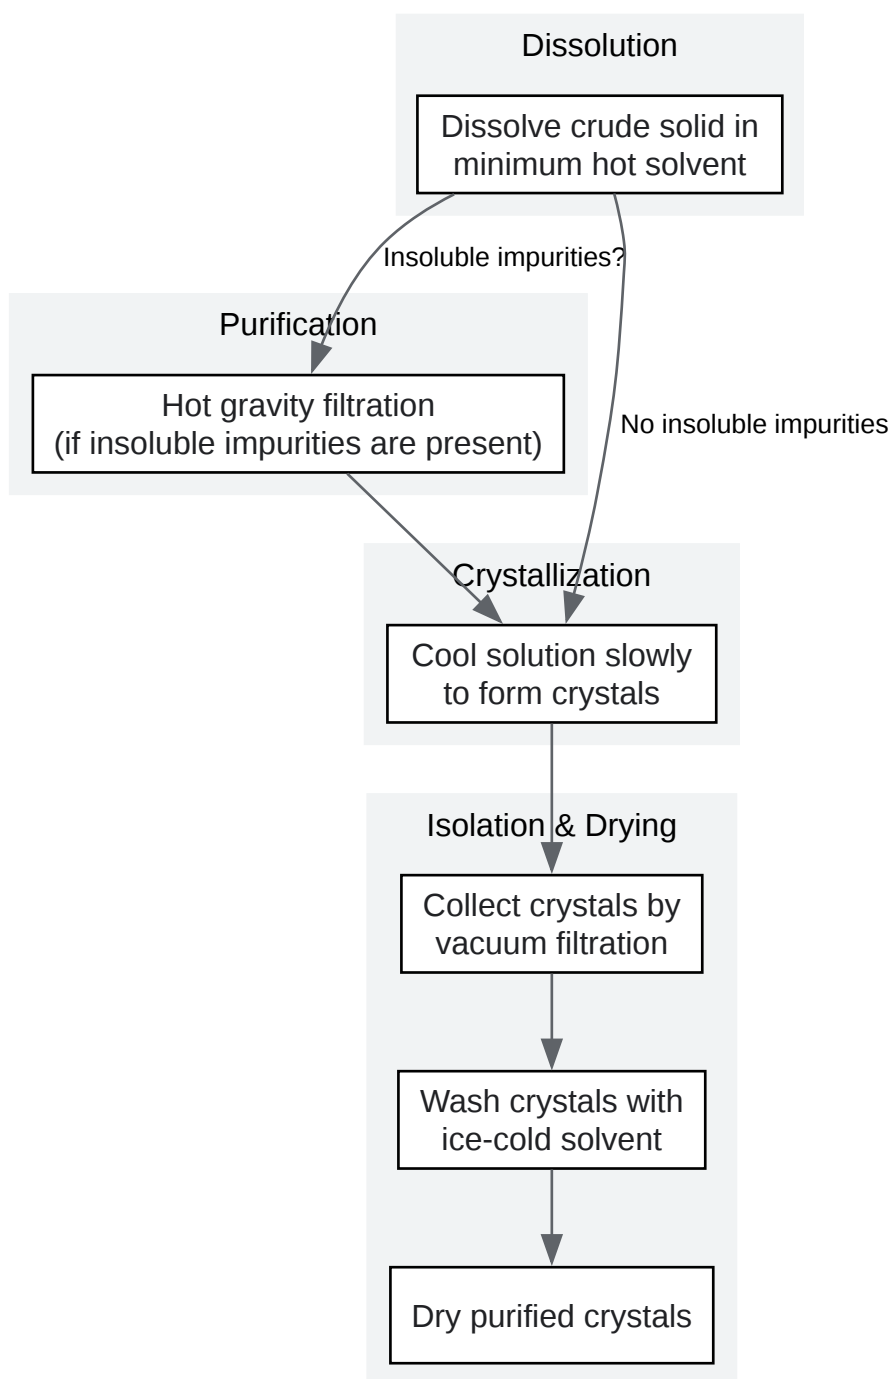 Dissolution
Dissolve crude solid in
minimum hot solvent
Insoluble impurities?
Purification
Hot gravity filtration
(if insoluble impurities are present)
No insoluble impurities
Crystallization
Cool solution slowly
to form crystals
Isolation & Drying
Collect crystals by
vacuum filtration
Wash crystals with
ice-cold solvent
Dry purified crystals